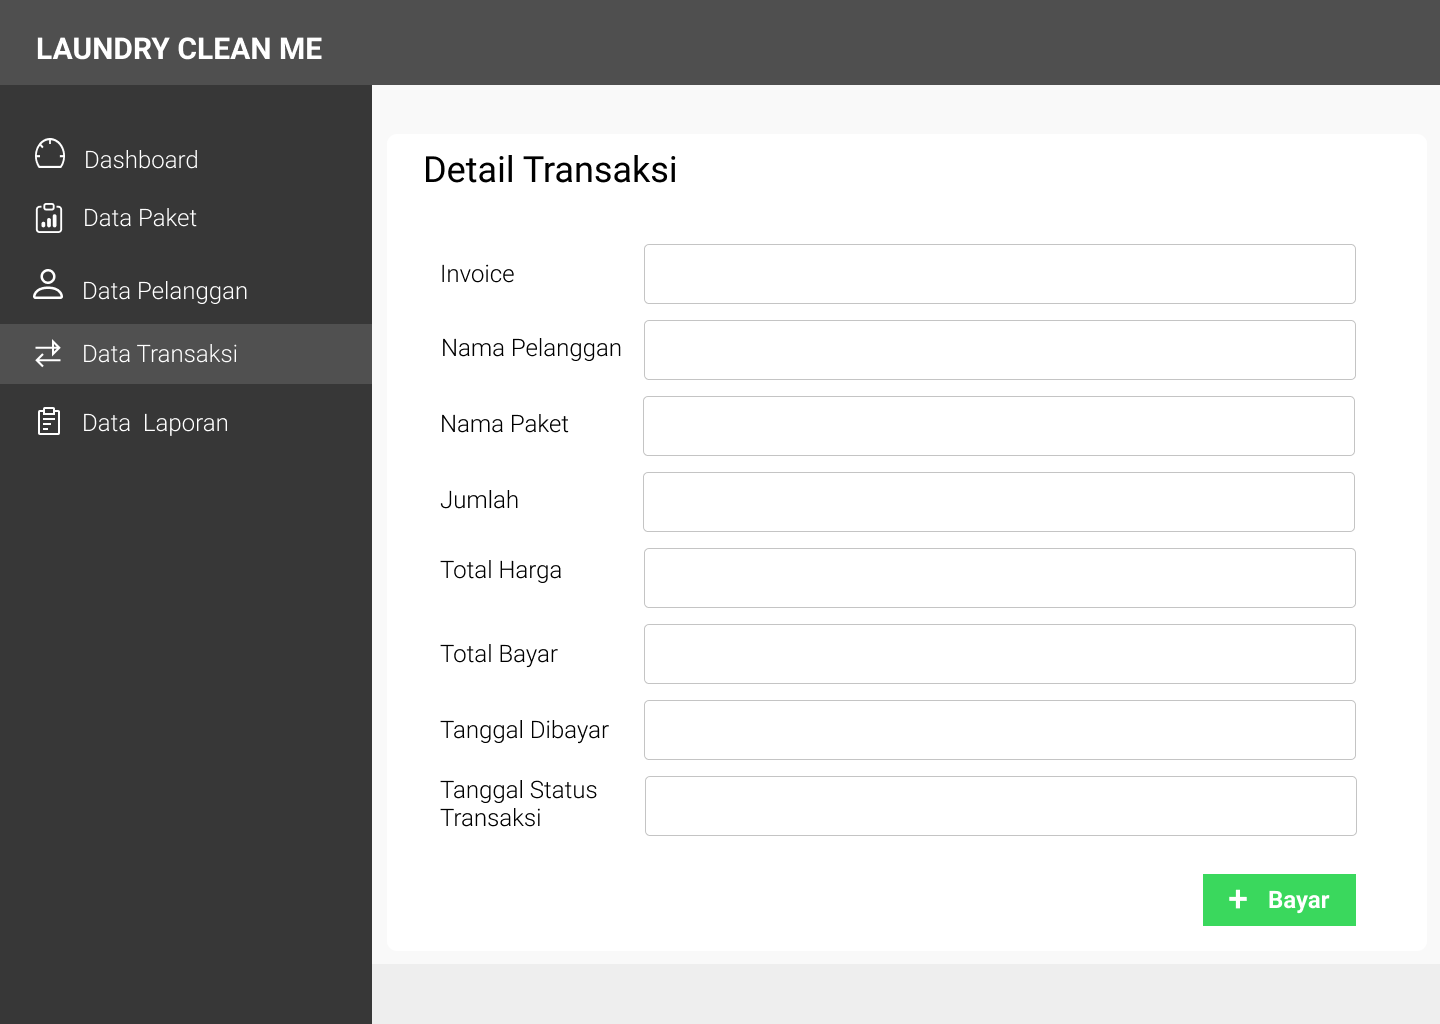 LAUNDRY CLEAN ME
Dashboard
Data Paket
Data Pelanggan
Data Transaksi
Data Laporan
Detail Transaksi
Invoice
Nama Pelanggan
Nama Paket
Jumlah
Total Harga
Total Bayar
Tanggal Dibayar
Tanggal Status
Transaksi
+ Bayar